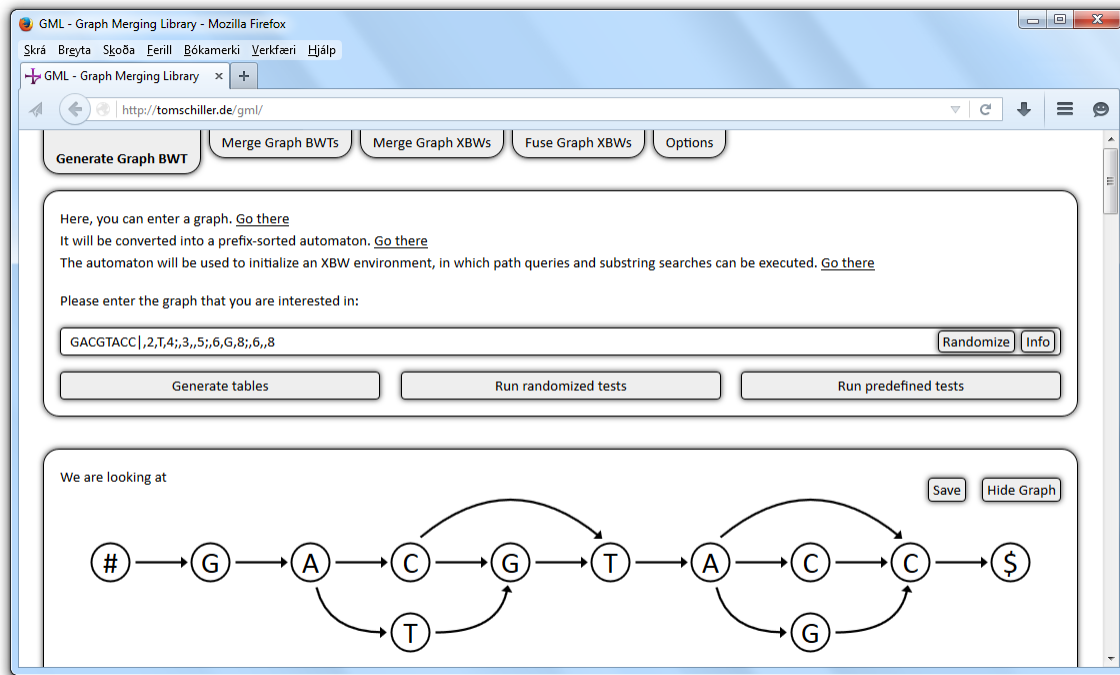 GML - Graph Merging Library - Mozilla Firefox
Skrá Breyta Skoða Ferill Bókamerki Verkfæri Hjálp
GML - Graph Merging Library × +
http://tomschiller.de/gml/
Generate Graph BWT Merge Graph BWTs Merge Graph XBWs Fuse Graph XBWs Options
Here, you can enter a graph. Go there
It will be converted into a prefix-sorted automaton. Go there
The automaton will be used to initialize an XBW environment, in which path queries and substring searches can be executed. Go there
Please enter the graph that you are interested in:
GACGTACC|,2,T,4;,3,,5;,6,G,8;,6,,8 Randomize Info
Generate tables Run randomized tests Run predefined tests
We are looking at
Save Hide Graph
# G A C G T A C C $
T G